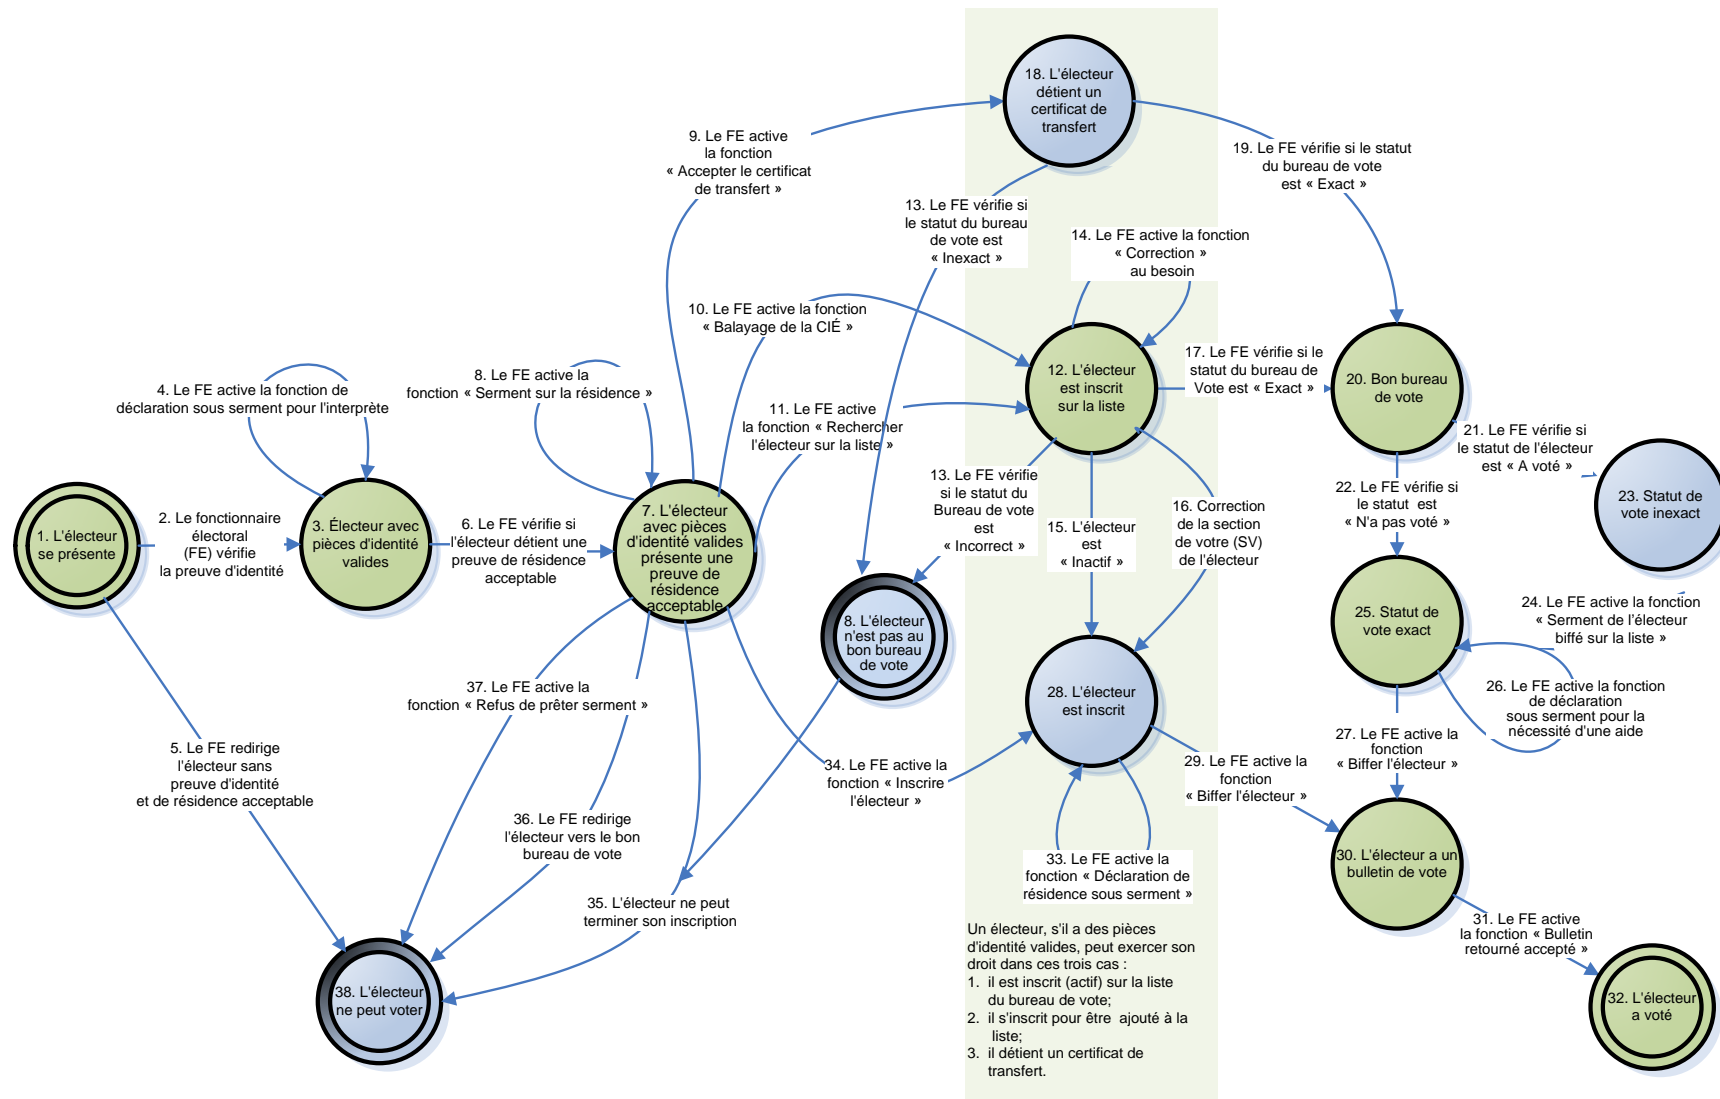 18. L'électeur
détient un
certificat de
transfert
9. Le FE active
la fonction
« Accepter le certificat
de transfert »
19. Le FE vérifie si le statut
du bureau de vote
est « Exact »
13. Le FE vérifie si
le statut du bureau
de vote est
« Inexact »
14. Le FE active la fonction
« Correction »
au besoin
10. Le FE active la fonction
« Balayage de la CIÉ »
17. Le FE vérifie si le
statut du bureau de
Vote est « Exact »
12. L'électeur
est inscrit
sur la liste
20. Bon bureau
de vote
4. Le FE active la fonction de
déclaration sous serment pour l'interprète
8. Le FE active la
fonction « Serment sur la résidence »
11. Le FE active
la fonction « Rechercher
l'électeur sur la liste »
21. Le FE vérifie si
le statut de l'électeur
est « A voté »
13. Le FE vérifie
si le statut du
Bureau de vote
est
« Incorrect »
22. Le FE vérifie si
le statut  est
« N'a pas voté »
23. Statut de
vote inexact
16. Correction
de la section
de votre (SV)
de l'électeur
15. L'électeur
est
« Inactif »
1. L'électeur
se présente
2. Le fonctionnaire
électoral
(FE) vérifie
la preuve d'identité
3. Électeur avec
pièces d'identité
valides
6. Le FE vérifie si
l'électeur détient une
preuve de résidence
acceptable
7. L'électeur
avec pièces
d'identité valides
présente une
preuve de
résidence
acceptable
8. L'électeur
n'est pas au
bon bureau
de vote
25. Statut de
vote exact
24. Le FE active la fonction
« Serment de l'électeur
biffé sur la liste »
28. L'électeur
est inscrit
26. Le FE active la fonction
de déclaration
sous serment pour la
nécessité d'une aide
37. Le FE active la
fonction « Refus de prêter serment »
5. Le FE redirige
l'électeur sans
preuve d'identité
et de résidence acceptable
34. Le FE active la
fonction « Inscrire
l'électeur »
29. Le FE active la
fonction
« Biffer l'électeur »
27. Le FE active la
fonction
« Biffer l'électeur »
36. Le FE redirige
l'électeur vers le bon
bureau de vote
33. Le FE active la
fonction « Déclaration de
résidence sous serment »
30. L'électeur a un
bulletin de vote
35. L'électeur ne peut
terminer son inscription
31. Le FE active
la fonction « Bulletin
retourné accepté »
38. L'électeur
ne peut voter
32. L'électeur
a voté
Un électeur, s'il a des pièces
d'identité valides, peut exercer son
droit dans ces trois cas :
1. il est inscrit (actif) sur la liste
du bureau de vote;
2. il s'inscrit pour être  ajouté à la
liste;
3. il détient un certificat de
transfert.